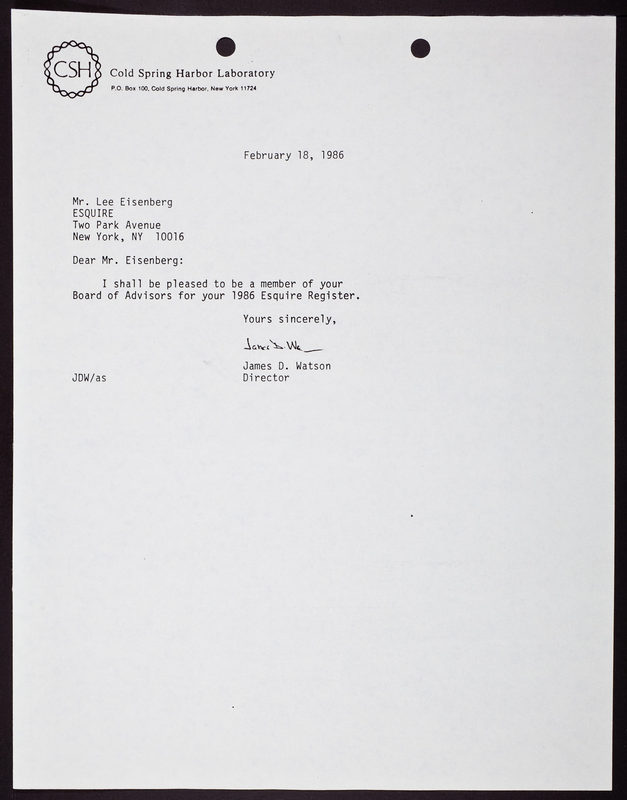 CSH
Cold Spring Harbor Laboratory
P.O. Box 100, Cold Spring Harbor, New York 11724
February 18, 1986
Mr. Lee Eisenberg
ESQUIRE
Two Park Avenue
New York, NY  10016
Dear Mr. Eisenberg:
I shall be pleased to be a member of your
Board of Advisors for your 1986 Esquire Register.
Yours sincerely,
James D. Wa
James D. Watson
JDW/as Director